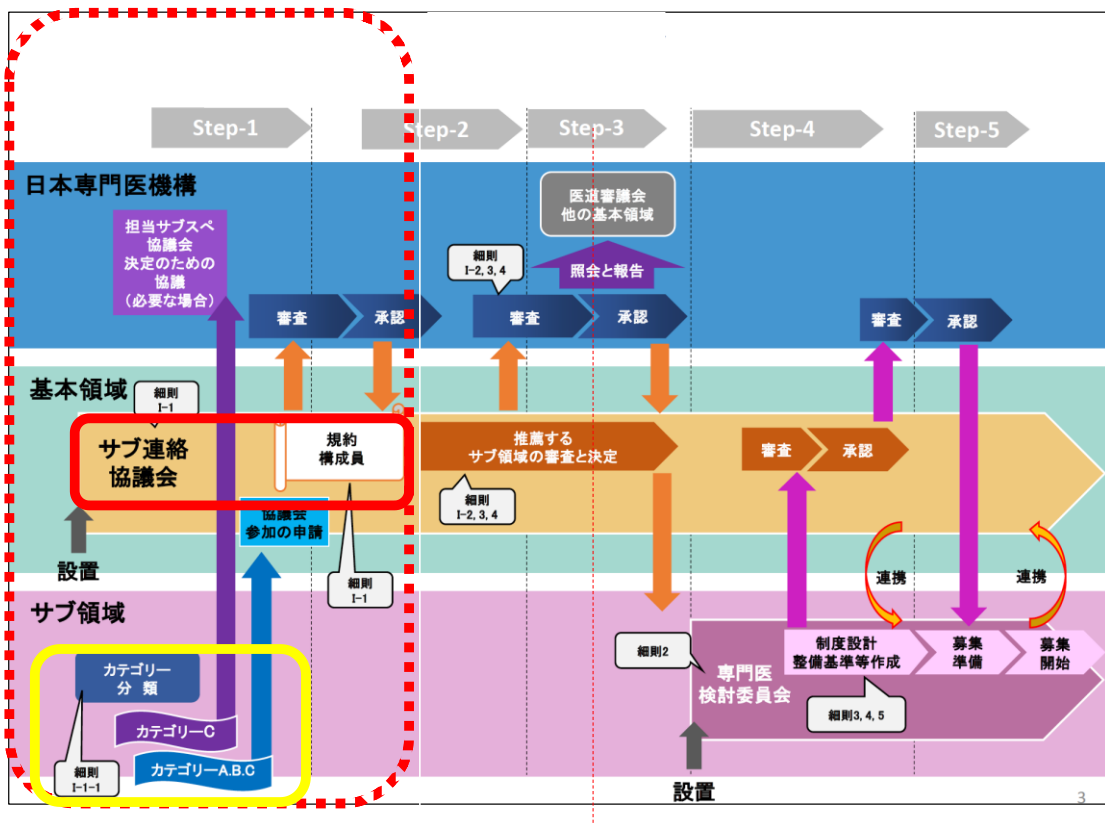 Step-1
Step-2
Step-3
Step-4
Step-5
日本専門医機構
担当サブスペ
協議会
決定のための
協議
（必要な場合）
医道審議会
他の基本領域
細則
I-2, 3, 4
照会と報告
審査
承認
審査
承認
審査
承認
基本領域
細則
I-1
サブ連絡
協議会
規約
構成員
推薦する
サブ領域の審査と決定
審査
承認
細則
I-2, 3, 4
協議会
参加の申請
設置
細則
I-1
連携
連携
サブ領域
細則2
専門医
検討委員会
制度設計
整備基準等作成
募集
準備
募集
開始
カテゴリー
分 類
カテゴリーC
カテゴリーA.B.C
細則
I-1-1
細則3, 4, 5
設置
3